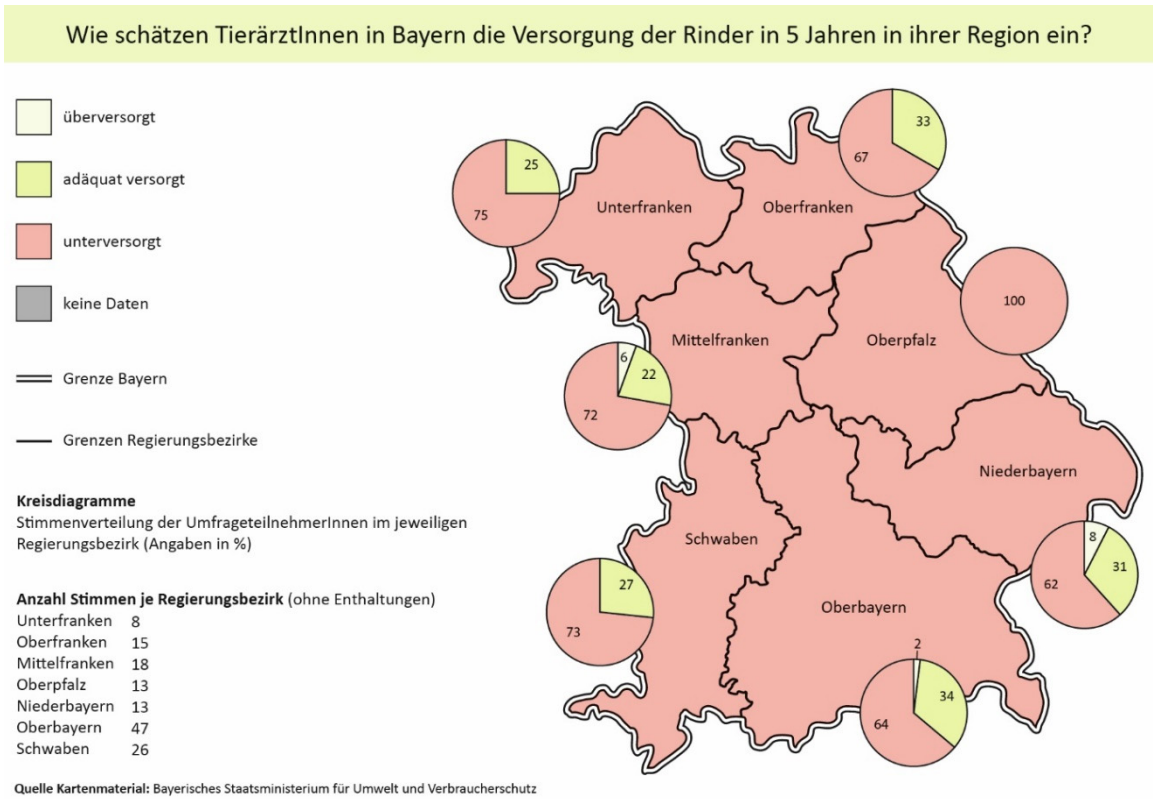 Wie schätzen TierärztInnen in Bayern die Versorgung der Rinder in 5 Jahren in ihrer Region ein?
überversorgt
adäquat versorgt
unterversorgt
keine Daten
Grenze Bayern
Grenzen Regierungsbezirke
Kreisdiagramme
Stimmenverteilung der UmfrageteilnehmerInnen im jeweiligen
Regierungsbezirk (Angaben in %)
Anzahl Stimmen je Regierungsbezirk (ohne Enthaltungen)
Unterfranken 8
Oberfranken 15
Mittelfranken 18
Oberpfalz 13
Niederbayern 13
Oberbayern 47
Schwaben 26
Quelle Kartenmaterial: Bayerisches Staatsministerium für Umwelt und Verbraucherschutz
25
75
Unterfranken
Oberfranken
33
67
Mittelfranken
Oberpfalz
100
6
22
72
Niederbayern
8
31
62
Schwaben
27
73
Oberbayern
2
34
64